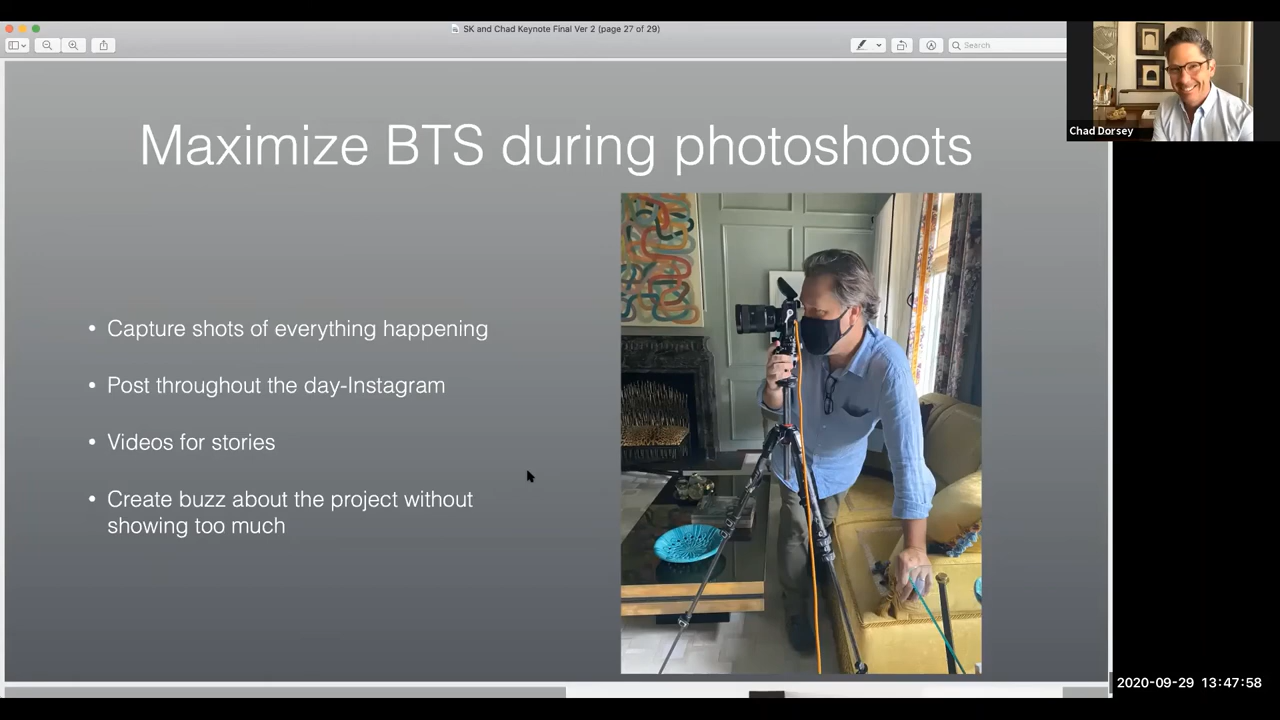 SK and Chad Keynote Final Ver 2 (page 27 of 29)
Search
Chad Dorsey
Maximize BTS during photoshoots
• Capture shots of everything happening
• Post throughout the day-Instagram
• Videos for stories
• Create buzz about the project without
showing too much
2020-09-29 13:47:58